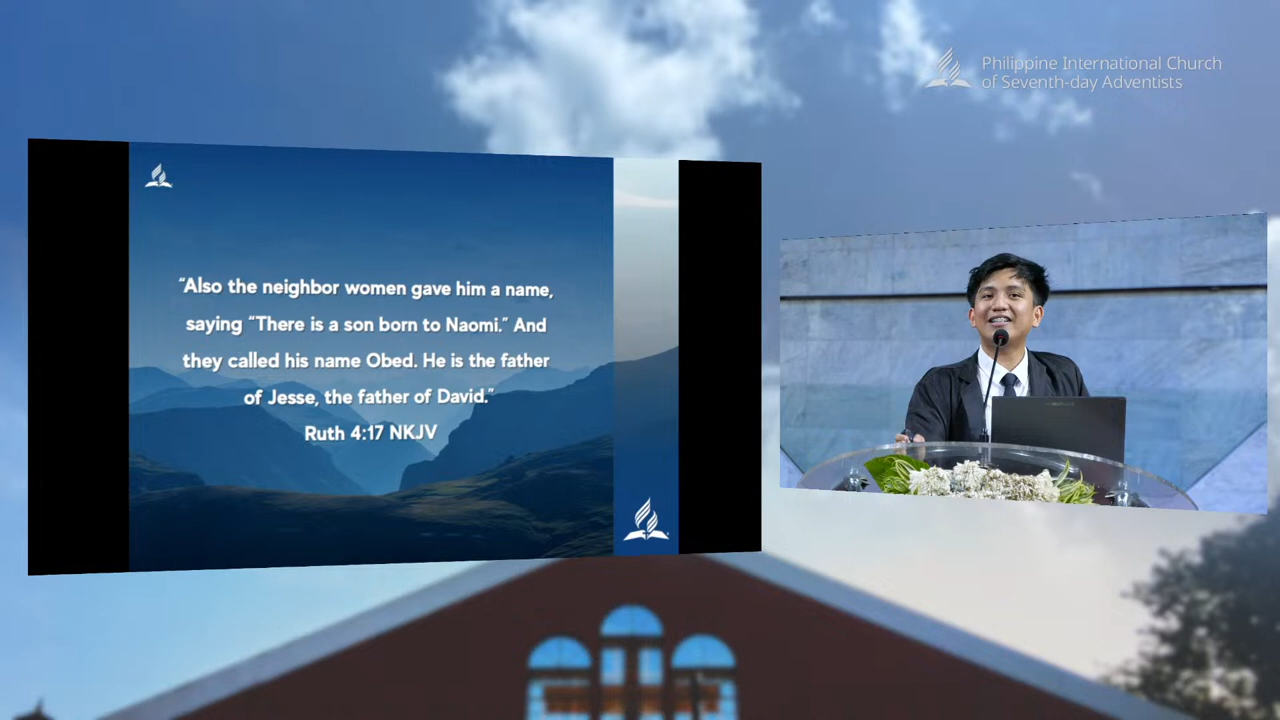 Philippine International Church
of Seventh-day Adventists
“Also the neighbor women gave him a name,
saying “There is a son born to Naomi.” And
they called his name Obed. He is the father
of Jesse, the father of David.”
Ruth 4:17 NKJV